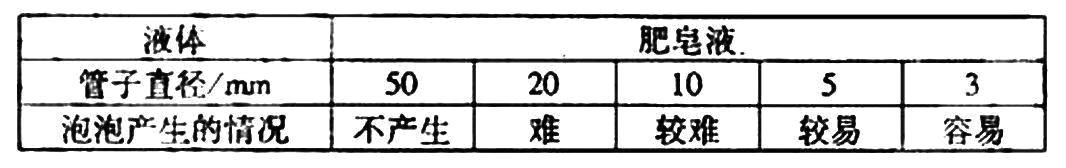 液体 肥皂液.
管子直径/mm 50 20 10 5 3
泡泡产生的情况 不产生 难 较难 较易 容易